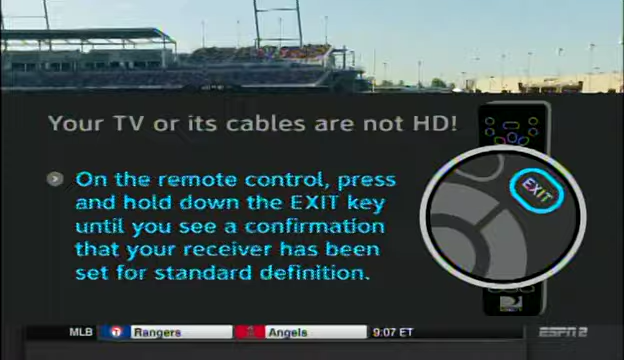 Your TV or its cables are not HD!
On the remote control, press
and hold down the EXIT key
until you see a confirmation
that your receiver has been
set for standard definition.
EXIT
MLB Rangers Angels 9:07 ET ESPN 2